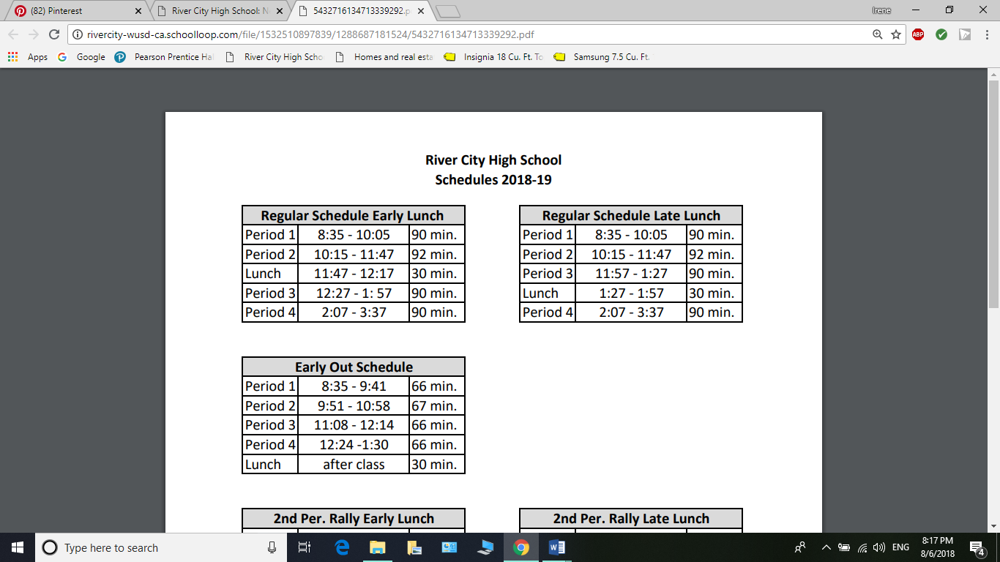 (82) Pinterest
River City High School: N
5432716134713339292.p
Irene
rivercity-wusd-ca.schoolloop.com/file/1532510897839/1288687181524/5432716134713339292.pdf
ABP
Apps
Google
Pearson Prentice Hal
River City High Scho
Homes and real esta
Insignia 18 Cu. Ft. To
Samsung 7.5 Cu. Ft.
River City High School
Schedules 2018-19
Regular Schedule Early Lunch
Period 1 8:35 - 10:05 90 min.
Period 2 10:15 - 11:47 92 min.
Lunch 11:47 - 12:17 30 min.
Period 3 12:27 - 1: 57 90 min.
Period 4 2:07 - 3:37 90 min.
Regular Schedule Late Lunch
Period 1 8:35 - 10:05 90 min.
Period 2 10:15 - 11:47 92 min.
Period 3 11:57 - 1:27 90 min.
Lunch 1:27 - 1:57 30 min.
Period 4 2:07 - 3:37 90 min.
Early Out Schedule
Period 1 8:35 - 9:41 66 min.
Period 2 9:51 - 10:58 67 min.
Period 3 11:08 - 12:14 66 min.
Period 4 12:24 -1:30 66 min.
Lunch after class 30 min.
2nd Per. Rally Early Lunch
2nd Per. Rally Late Lunch
Type here to search
ENG
8:17 PM
8/6/2018
4